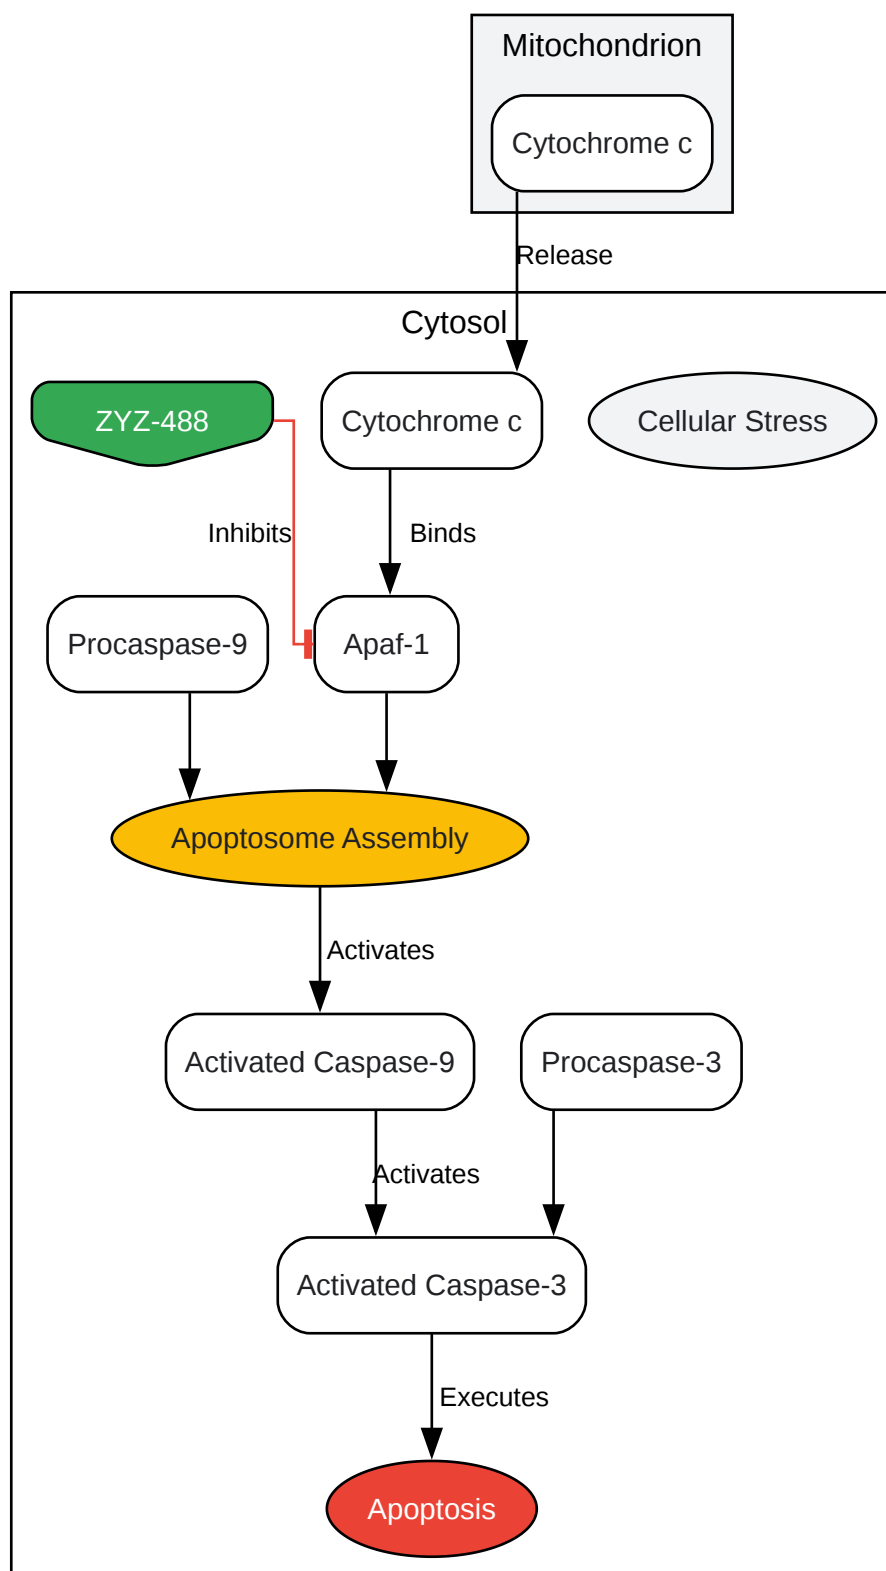 Mitochondrion
Cytochrome c
Release
Cytosol
ZYZ-488
Cytochrome c
Cellular Stress
Inhibits
Binds
Procaspase-9
Apaf-1
Apoptosome Assembly
Activates
Activated Caspase-9
Procaspase-3
Activates
Activated Caspase-3
Executes
Apoptosis